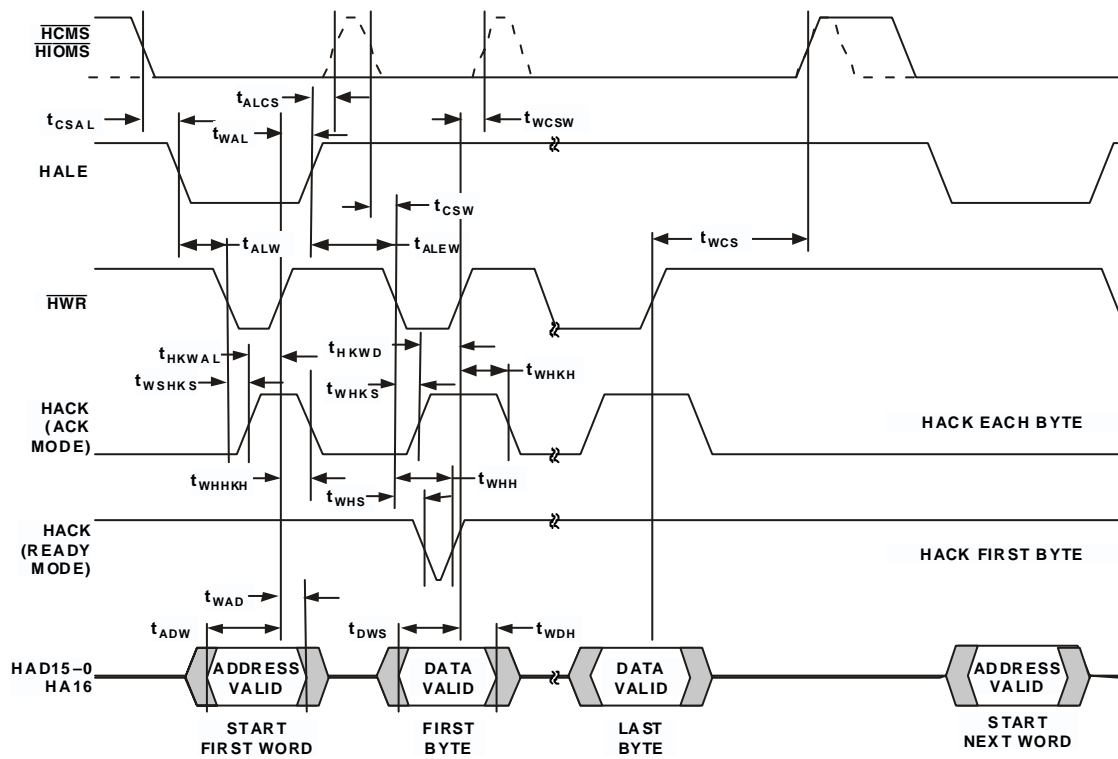 HCMS
HIOMS
tALCS
tCSAL
tWAL
tWCSW
HALE
tCSW
tALW
tALEW
tWCS
HWR
tHKWAL
tHKWD
tWSHKS
tWHKS
tWHKH
HACK
(ACK
MODE)
HACK EACH BYTE
tWHHKH
tWHS
tWHH
HACK
(READY
MODE)
HACK FIRST BYTE
tWAD
tADW
tDWS
tWDH
HAD15–0
HA16
ADDRESS
VALID
DATA
VALID
DATA
VALID
ADDRESS
VALID
START
FIRST WORD
FIRST
BYTE
LAST
BYTE
START
NEXT WORD